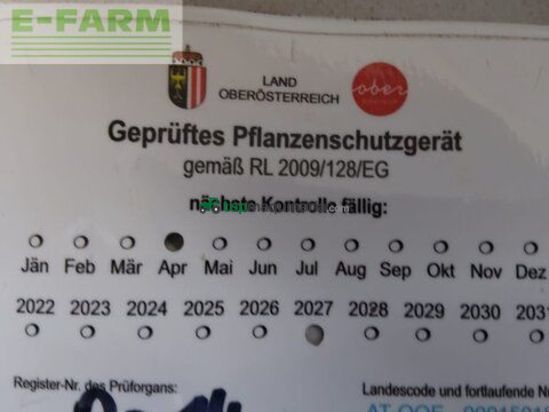 E-FARM
LAND
OBERÖSTERREICH
ober
Geprüftes Pflanzenschutzgerät
gemäß RL 2009/128/EG
nächste Kontrolle fällig:
Jän Feb Mär Apr Mai Jun Jul Aug Sep Okt Nov Dez
2022 2023 2024 2025 2026 2027 2028 2029 2030 2031
Register-Nr. des Prüforgans:
Landescode und fortlaufende N